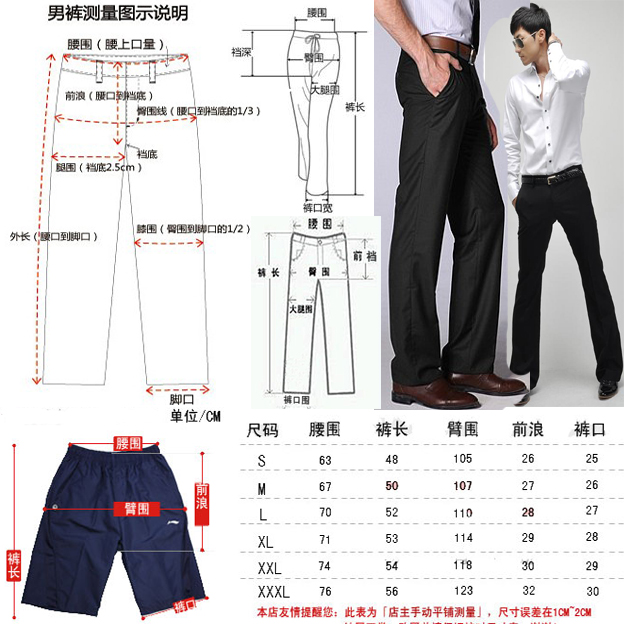 男裤测量图示说明
腰围（腰上口量）
前浪（腰口到裆底）
臀围线（腰口到裆底的1/3）
裆底
腿围（裆底2.5cm）
外长（腰口到脚口）
膝围（臀围到脚口的1/2）
脚口
单位/CM
腰围
裆深
臂围
大腿围
裤长
裤口宽
腰围
前裆
裤长
臀围
大腿围
裤口围
腰围
前浪
臂围
裤长
裤口
尺码 腰围 裤长 臂围 前浪 裤口
S 63 48 105 26 25
M 67 50 107 27 26
L 70 52 110 28 27
XL 71 53 114 29 28
XXL 74 54 118 30 29
XXXL 76 56 123 32 30
本店友情提醒您：此表为「店主手动平铺测量」，尺寸误差在1CM~2CM